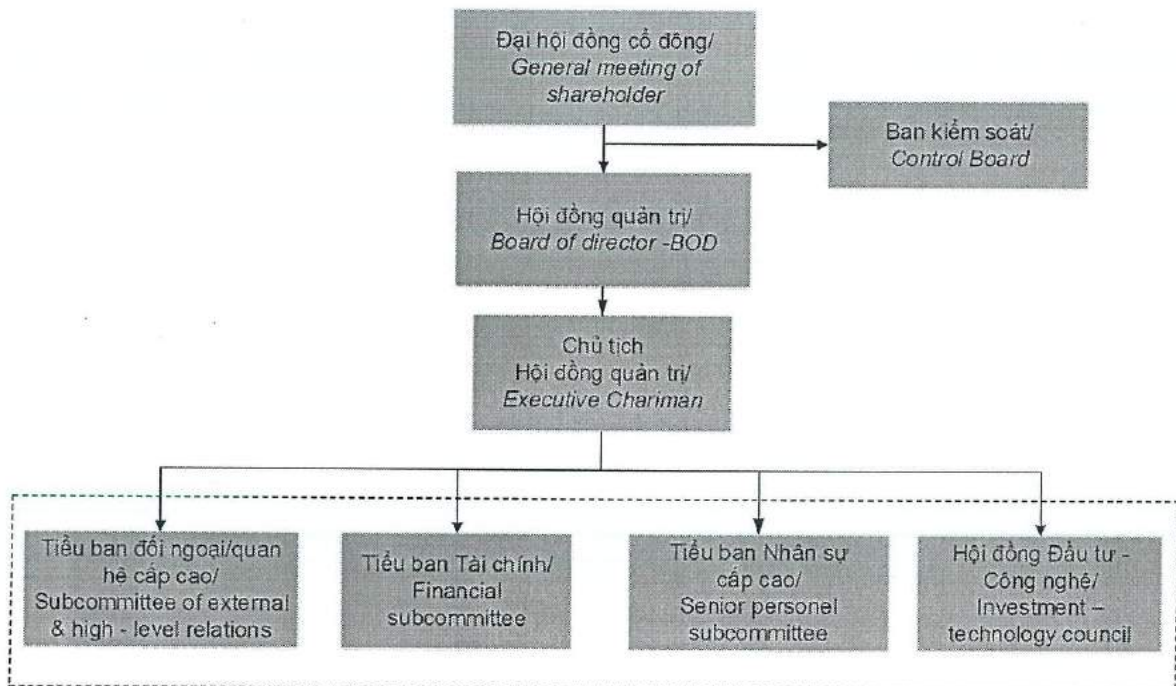 Đại hội đồng cổ đông/
General meeting of
shareholder
Ban kiểm soát/
Control Board
Hội đồng quản trị/
Board of director -BOD
Chủ tịch
Hội đồng quản trị/
Executive Chariman
Tiểu ban đối ngoại/quan
hệ cấp cao/
Subcommittee of external
& high - level relations
Tiểu ban Tài chính/
Financial
subcommittee
Tiểu ban Nhân sự
cấp cao/
Senior personel
subcommittee
Hội đồng Đầu tư -
Công nghệ/
Investment –
technology council